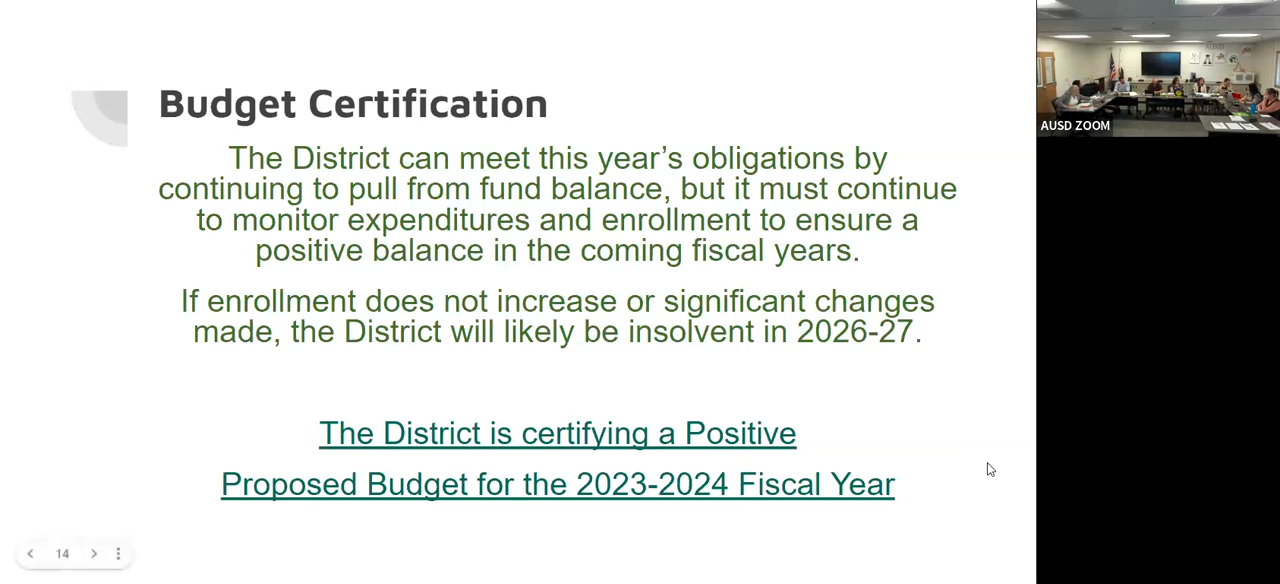 Budget Certification
The District can meet this year’s obligations by
continuing to pull from fund balance, but it must continue
to monitor expenditures and enrollment to ensure a
positive balance in the coming fiscal years.
If enrollment does not increase or significant changes
made, the District will likely be insolvent in 2026-27.
The District is certifying a Positive
Proposed Budget for the 2023-2024 Fiscal Year
14
AUSD ZOOM